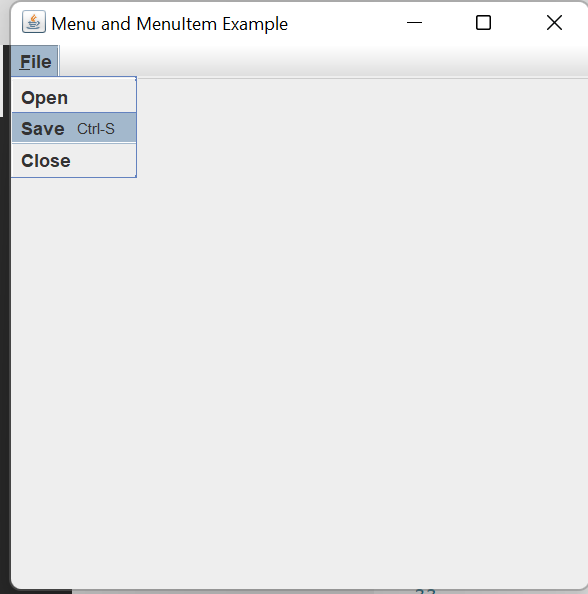 Menu and MenuItem Example
File
Open
Save Ctrl-S
Close